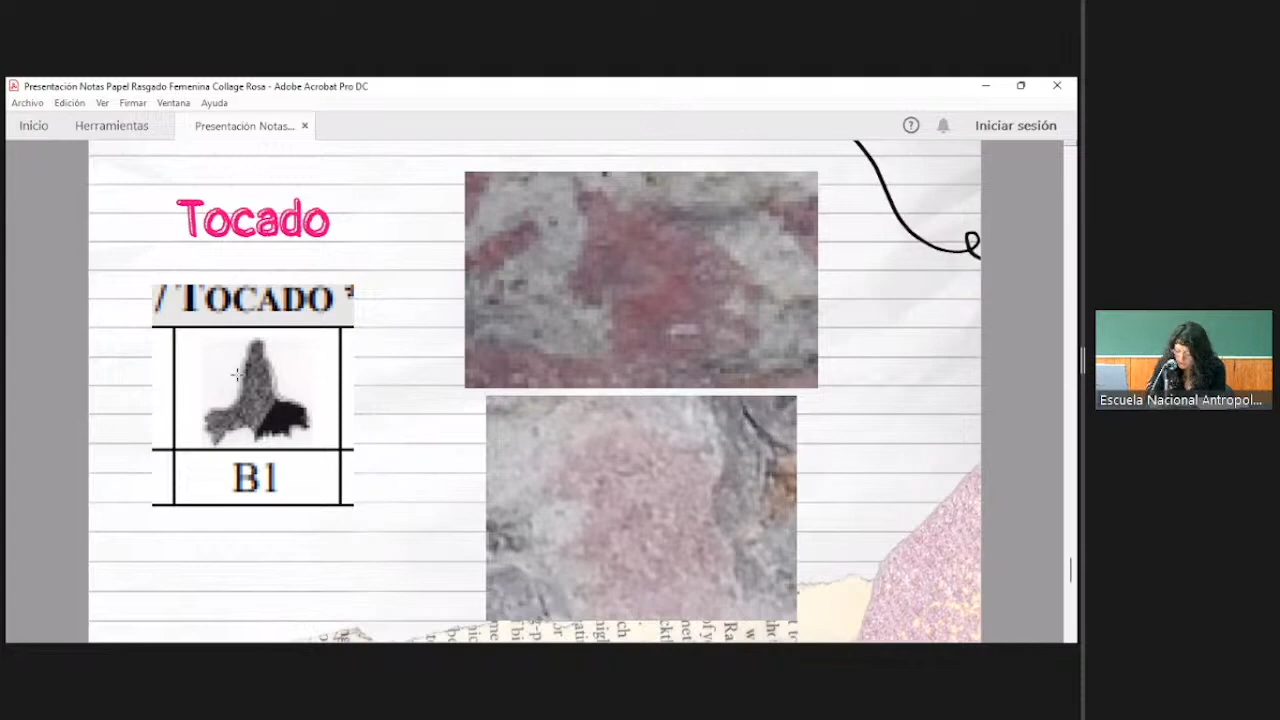 Presentación Notas Papel Rasgado Femenina Collage Rosa - Adobe Acrobat Pro DC
Archivo Edición Ver Firmar Ventana Ayuda
Inicio Herramientas Presentación Notas... × ? Iniciar sesión
Tocado
/ TOCADO
B1
Escuela Nacional Antropol...